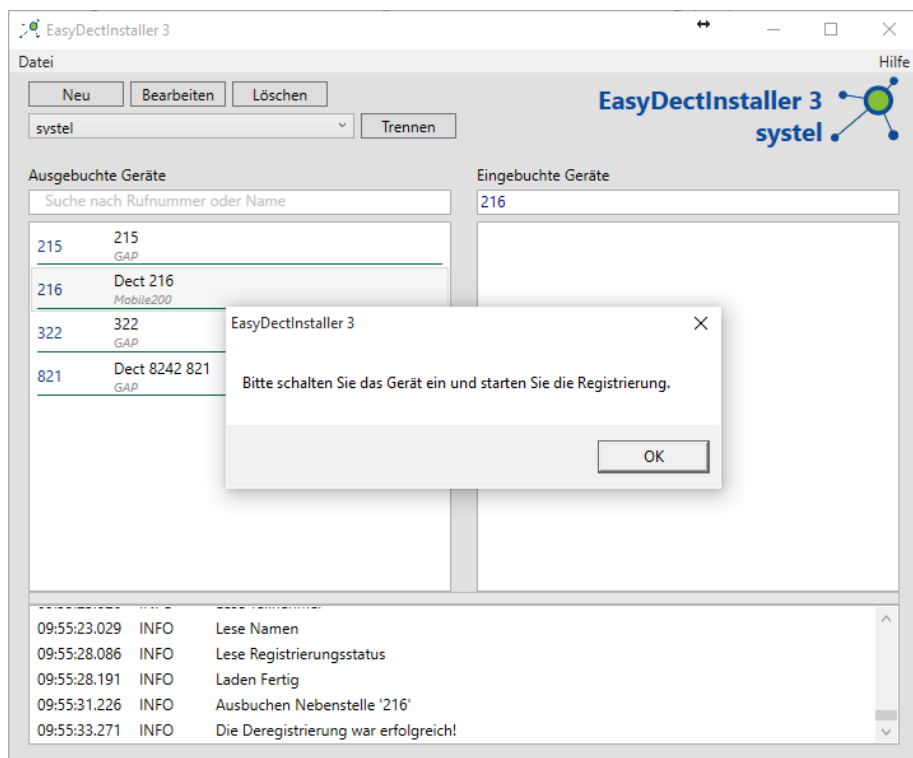 EasyDectInstaller 3
Datei
Hilfe
Neu
Bearbeiten
Löschen
systel
Trennen
EasyDectInstaller 3
systel
Ausgebuchte Geräte
Suche nach Rufnummer oder Name
Eingebuchte Geräte
216
215
215
GAP
216
Dect 216
Mobile200
322
322
GAP
821
Dect 8242 821
GAP
EasyDectInstaller 3
Bitte schalten Sie das Gerät ein und starten Sie die Registrierung.
OK
09:55:23.029 INFO Lese Namen
09:55:28.086 INFO Lese Registrierungsstatus
09:55:28.191 INFO Laden Fertig
09:55:31.226 INFO Ausbuchen Nebenstelle '216'
09:55:33.271 INFO Die Deregistrierung war erfolgreich!